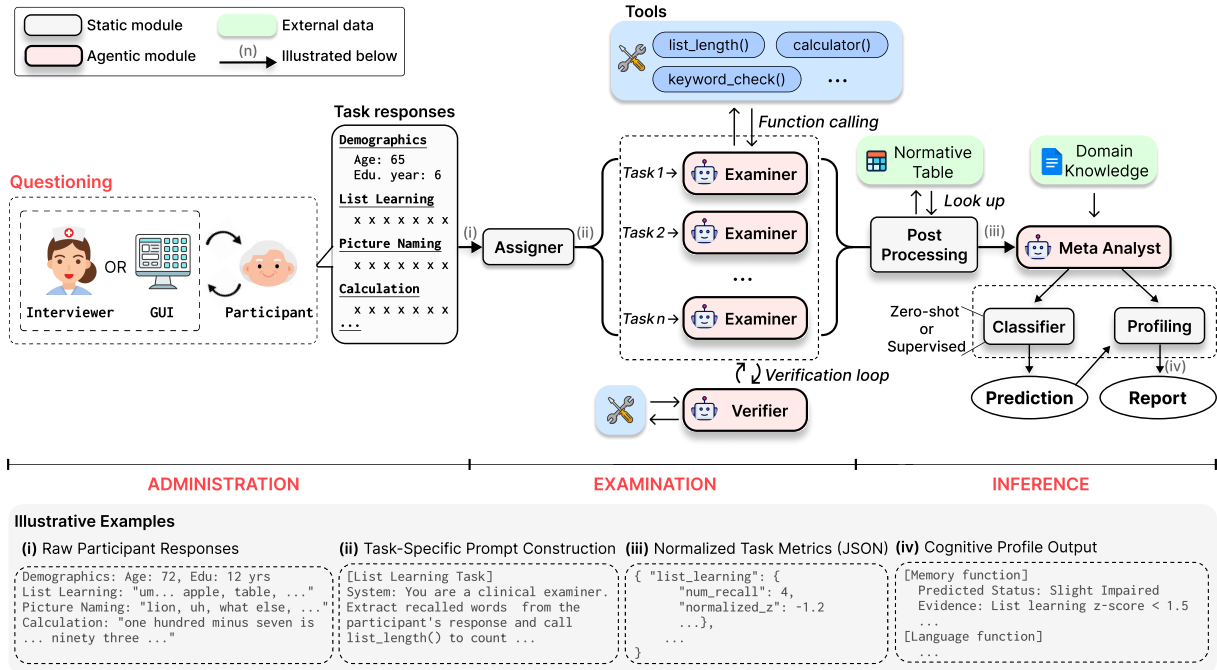 Static module
External data
Agentic module
(n)
Illustrated below
Tools
list_length()
calculator()
keyword_check()
...
Function calling
Questioning
Interviewer
OR
GUI
Participant
Task responses
Demographics
Age: 65
Edu. year: 6
List Learning
x x x x x x x
Picture Naming
x x x x x x x
Calculation
x x x x x x x
...
(i)
Assigner
(ii)
Task 1
Examiner
Task 2
Examiner
...
Task n
Examiner
Verification loop
Verifier
Normative
Table
Look up
Post
Processing
(iii)
Domain
Knowledge
Meta Analyst
Zero-shot
or
Supervised
Classifier
Profiling
(iv)
Prediction
Report
ADMINISTRATION
EXAMINATION
INFERENCE
Illustrative Examples
(i) Raw Participant Responses
Demographics: Age: 72, Edu: 12 yrs
List Learning: "um... apple, table, ..."
Picture Naming: "lion, uh, what else, ..."
Calculation: "one hundred minus seven is
... ninety three ..."
(ii) Task-Specific Prompt Construction
[List Learning Task]
System: You are a clinical examiner.
Extract recalled words from the
participant's response and call
list_length() to count ...
(iii) Normalized Task Metrics (JSON)
{ "list_learning": {
"num_recall": 4,
"normalized_z": -1.2
...},
...
}
(iv) Cognitive Profile Output
[Memory function]
Predicted Status: Slight Impaired
Evidence: List learning z-score < 1.5
...
[Language function]
...